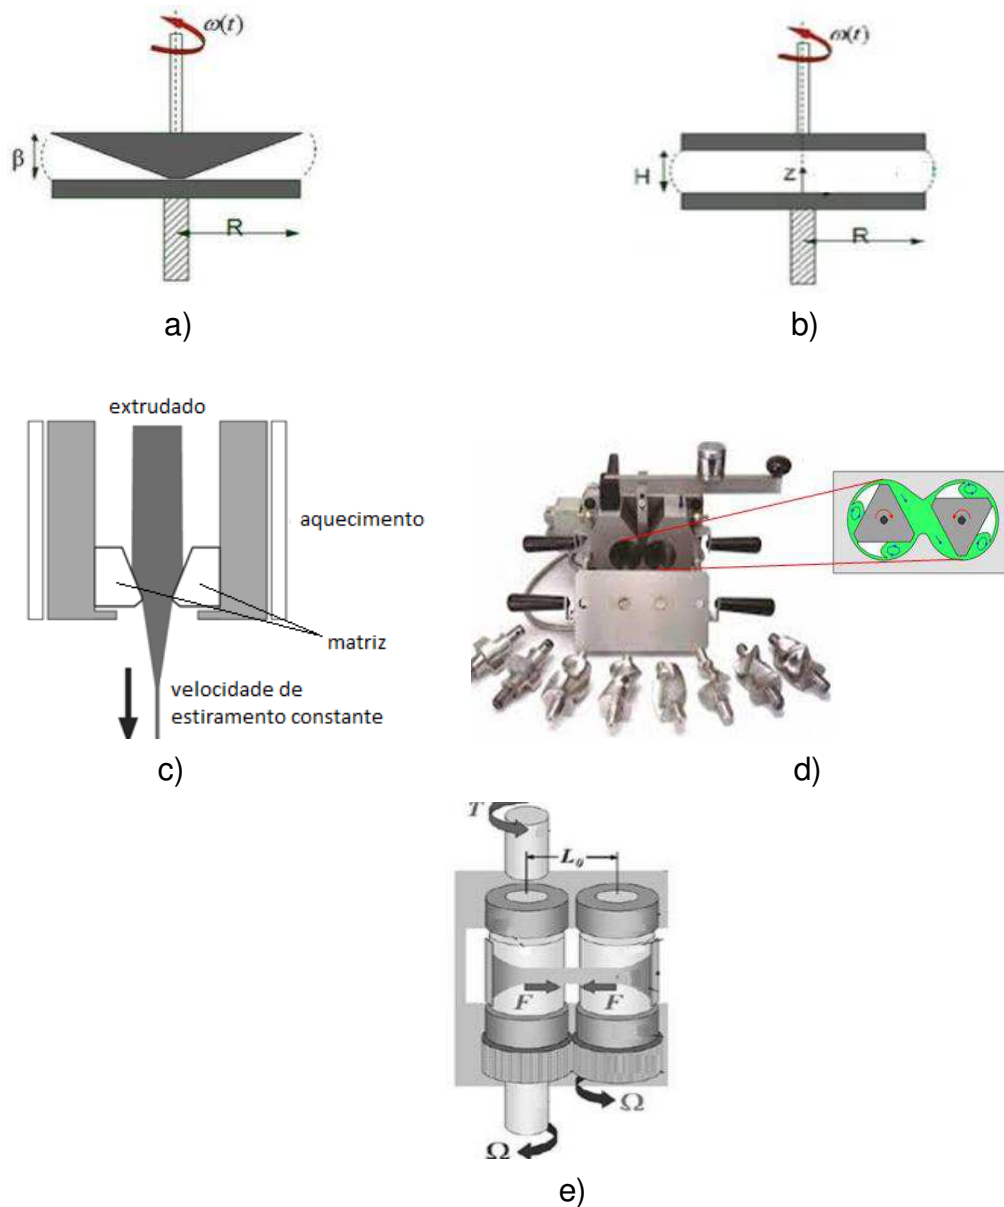 ω(t)
β
R
a)
ω(t)
H
z
R
b)
extrudado
aquecimento
matriz
velocidade de
estiramento constante
c)
d)
T
L₀
F
F
Ω
Ω
e)